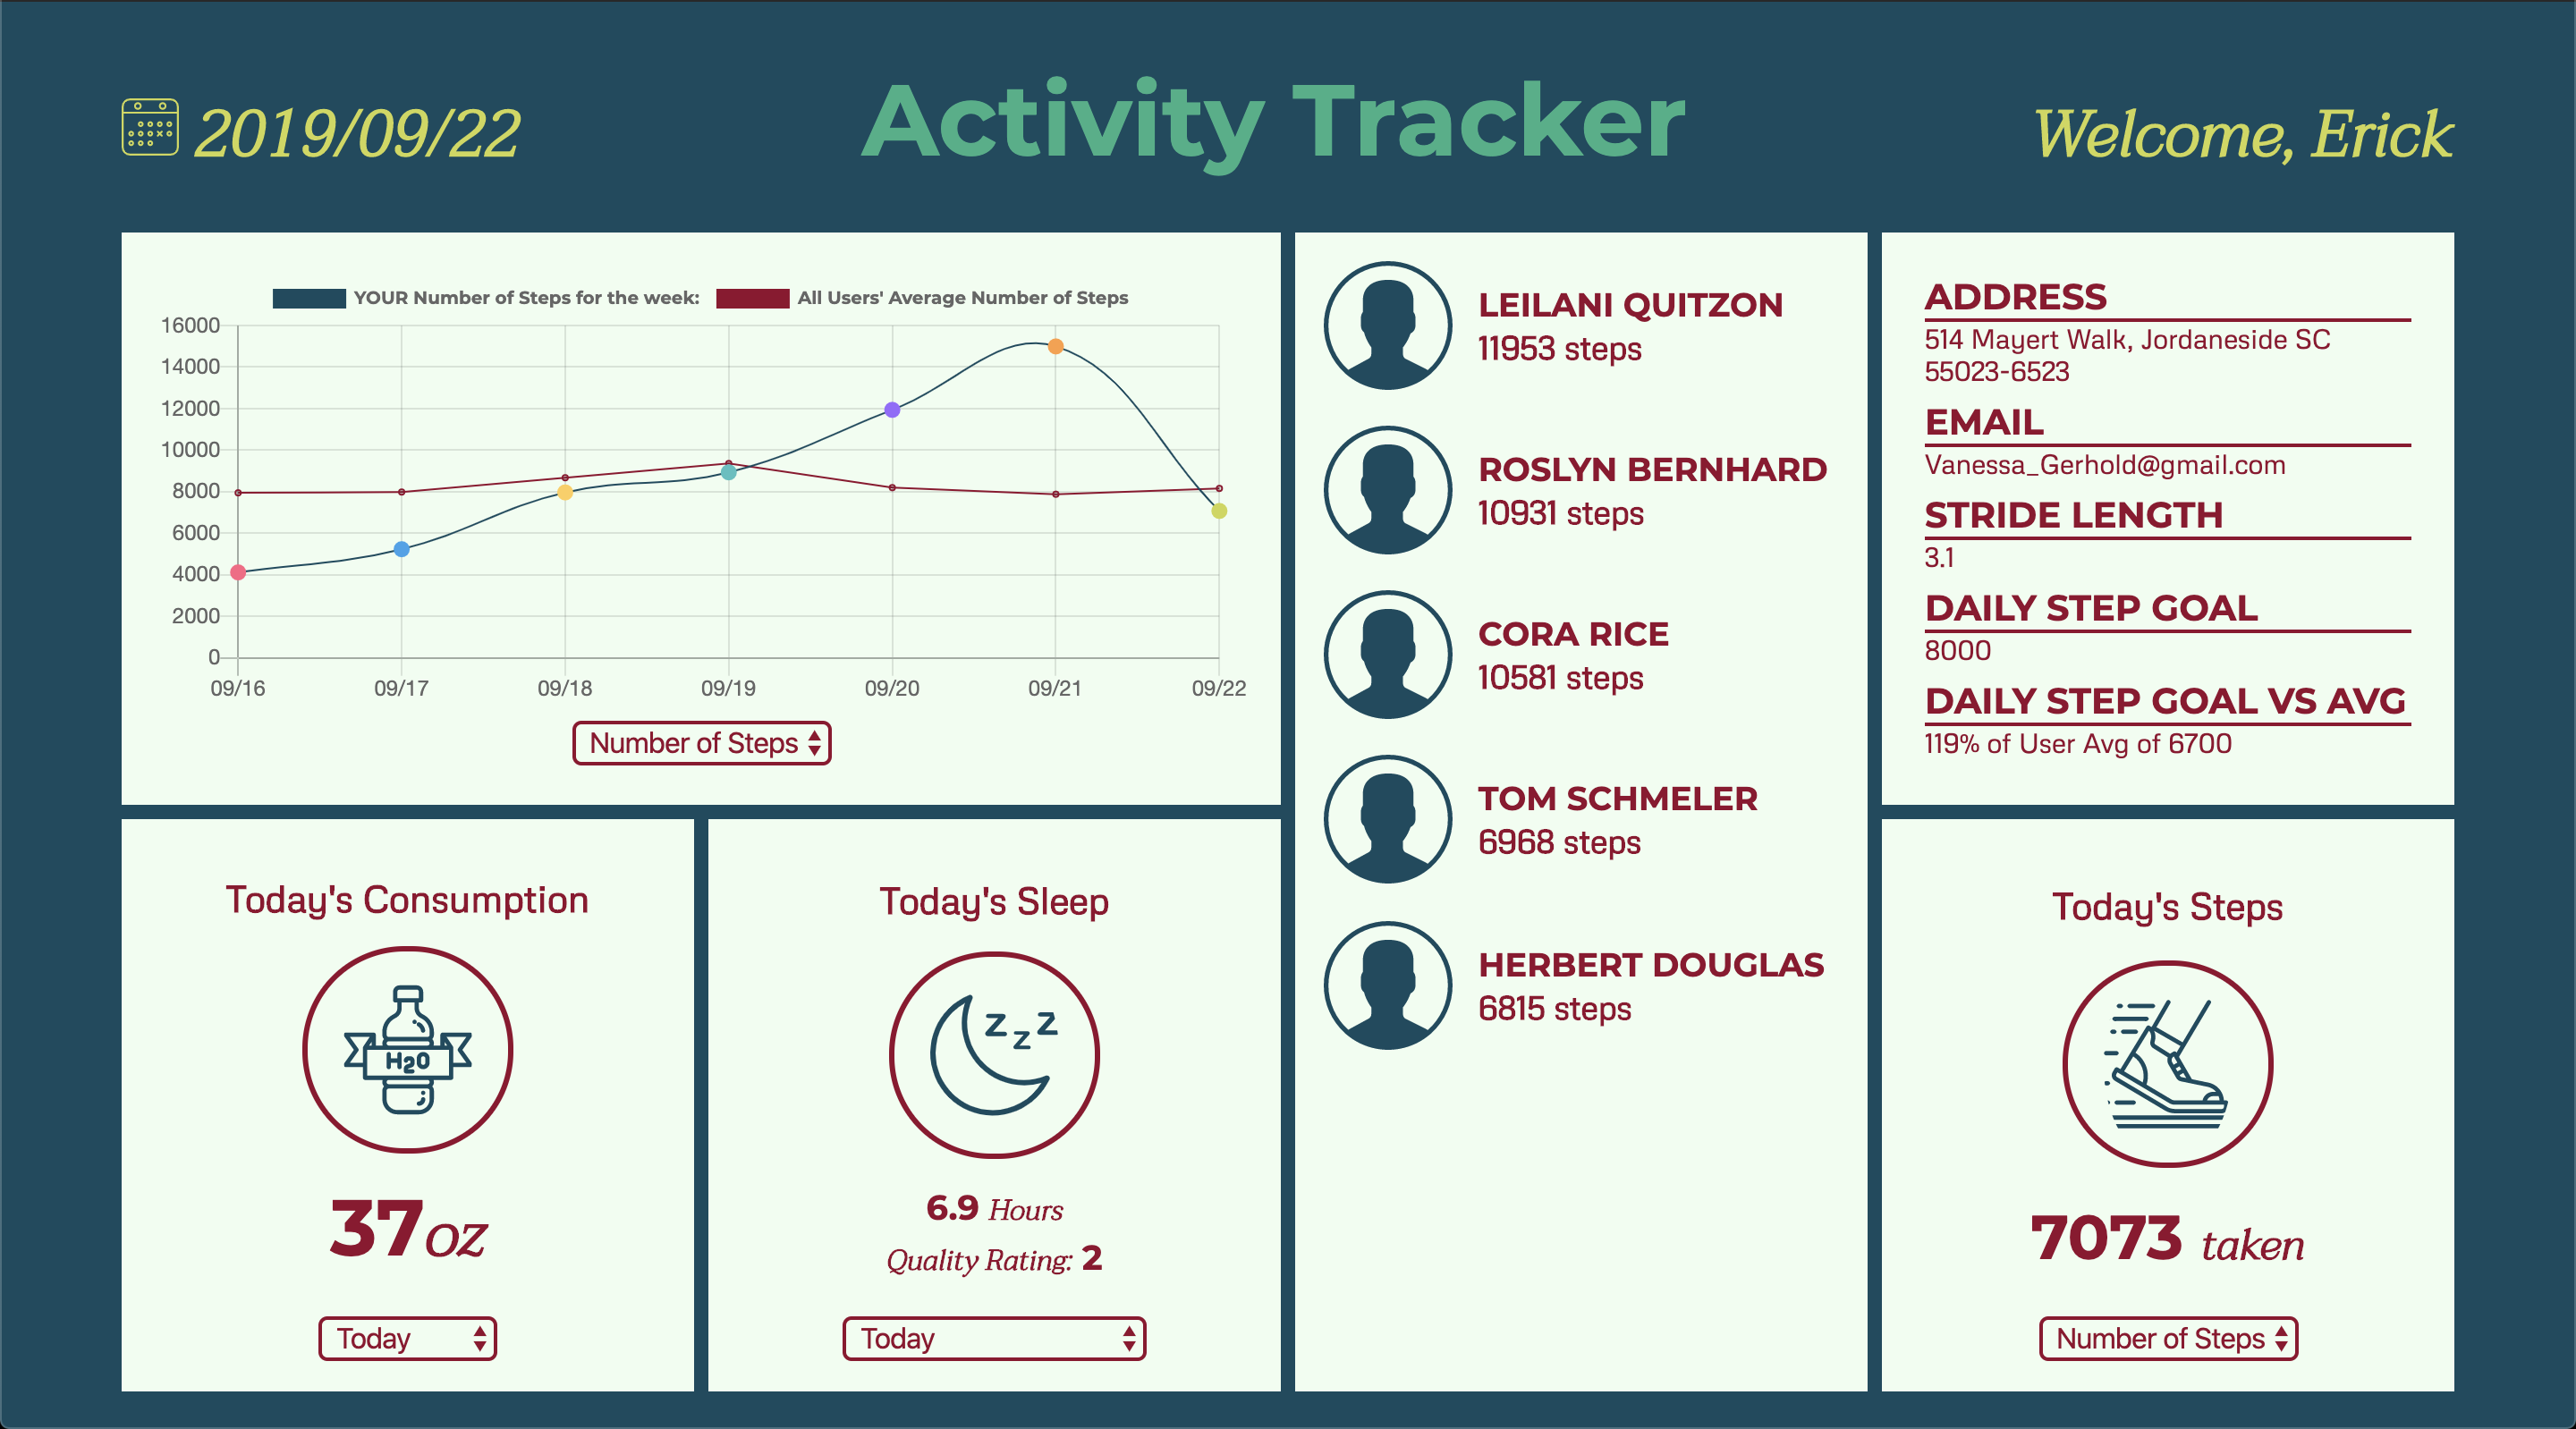 2019/09/22
Activity Tracker
Welcome, Erick
YOUR Number of Steps for the week:
All Users' Average Number of Steps
16000
14000
12000
10000
8000
6000
4000
2000
0
09/16 09/17 09/18 09/19 09/20 09/21 09/22
Number of Steps
LEILANI QUITZON
11953 steps
ROSLYN BERNHARD
10931 steps
CORA RICE
10581 steps
TOM SCHMELER
6968 steps
HERBERT DOUGLAS
6815 steps
ADDRESS
514 Mayert Walk, Jordaneside SC
55023-6523
EMAIL
Vanessa_Gerhold@gmail.com
STRIDE LENGTH
3.1
DAILY STEP GOAL
8000
DAILY STEP GOAL VS AVG
119% of User Avg of 6700
Today's Consumption
H2O
37oz
Today
Today's Sleep
z z z
6.9 Hours
Quality Rating: 2
Today
Today's Steps
7073 taken
Number of Steps